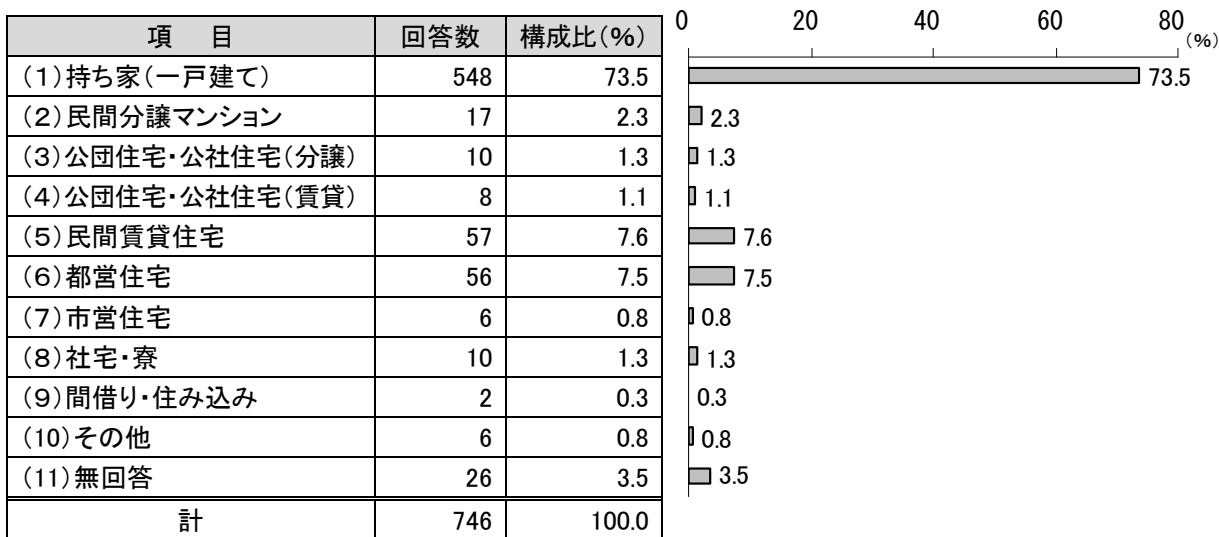 項 目 回答数 構成比(%)
0 20 40 60 80
(%)
(1)持ち家(一戸建て) 548 73.5 73.5
(2)民間分譲マンション 17 2.3 2.3
(3)公団住宅・公社住宅(分譲) 10 1.3 1.3
(4)公団住宅・公社住宅(賃貸) 8 1.1 1.1
(5)民間賃貸住宅 57 7.6 7.6
(6)都営住宅 56 7.5 7.5
(7)市営住宅 6 0.8 0.8
(8)社宅・寮 10 1.3 1.3
(9)間借り・住み込み 2 0.3 0.3
(10)その他 6 0.8 0.8
(11)無回答 26 3.5 3.5
計 746 100.0